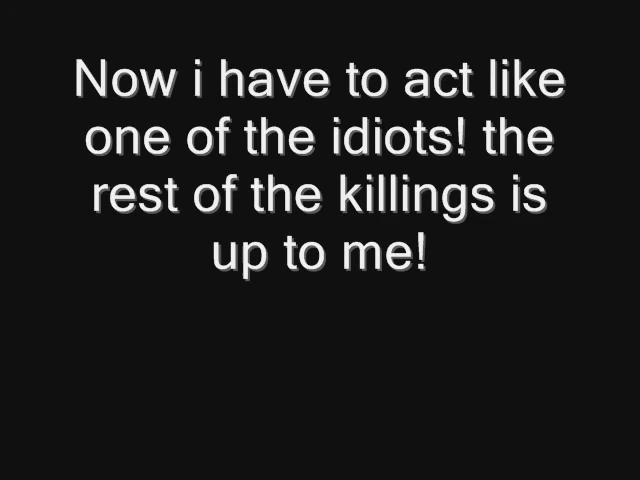 Now i have to act like
one of the idiots! the
rest of the killings is
up to me!